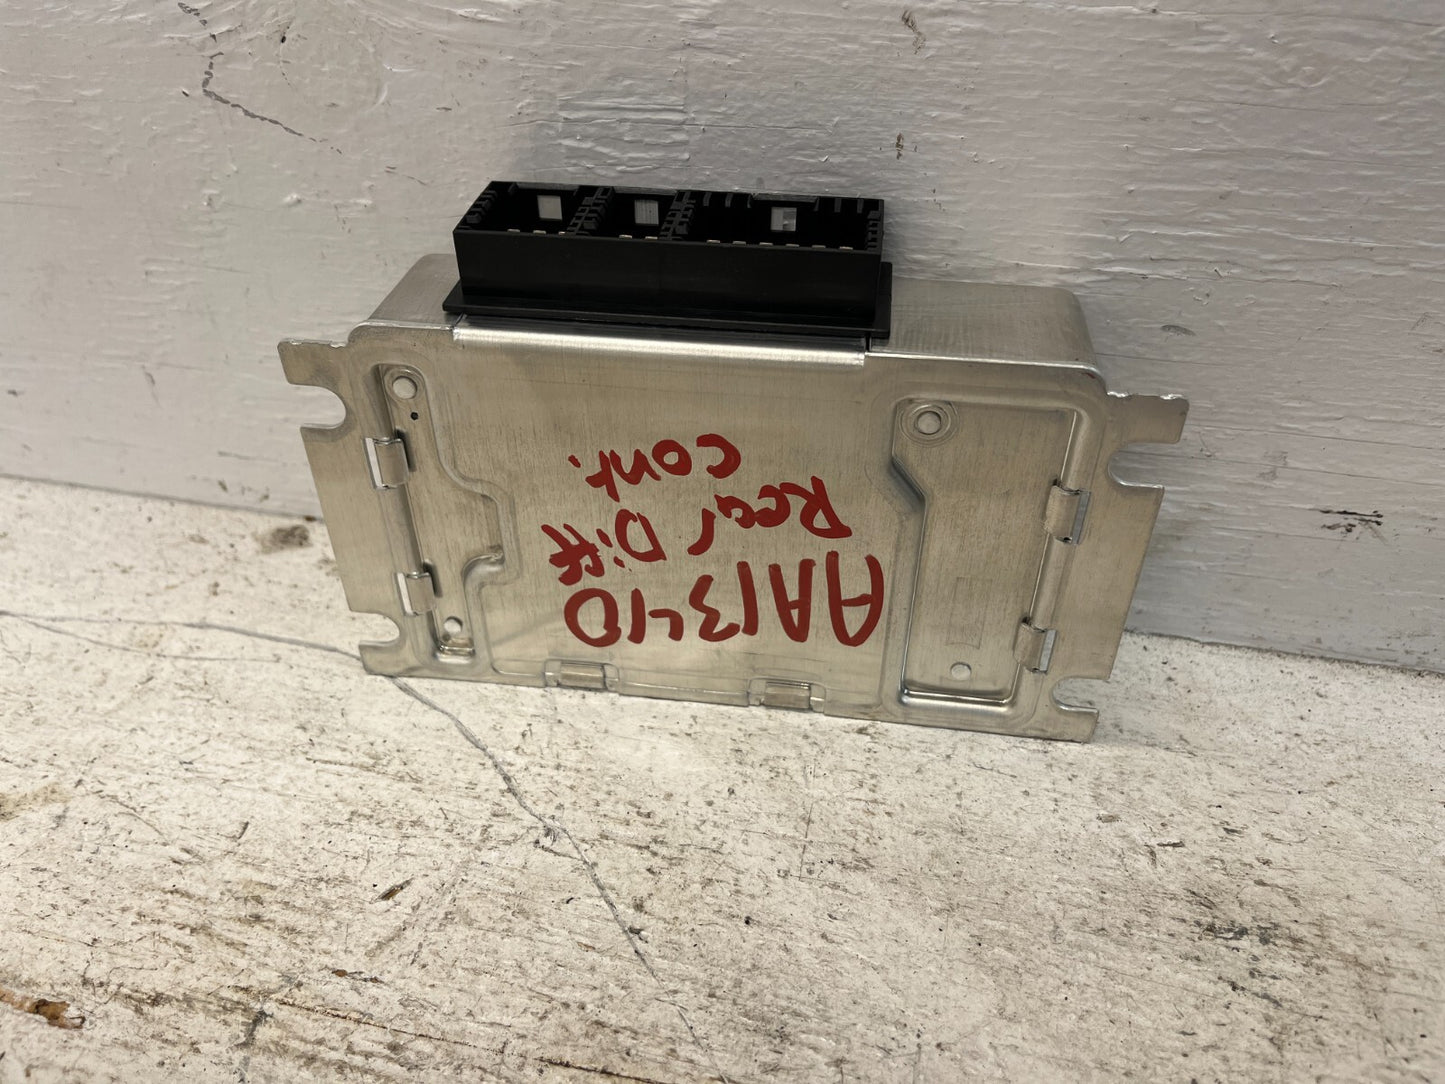 AA1340
Rear Diff
Cont.